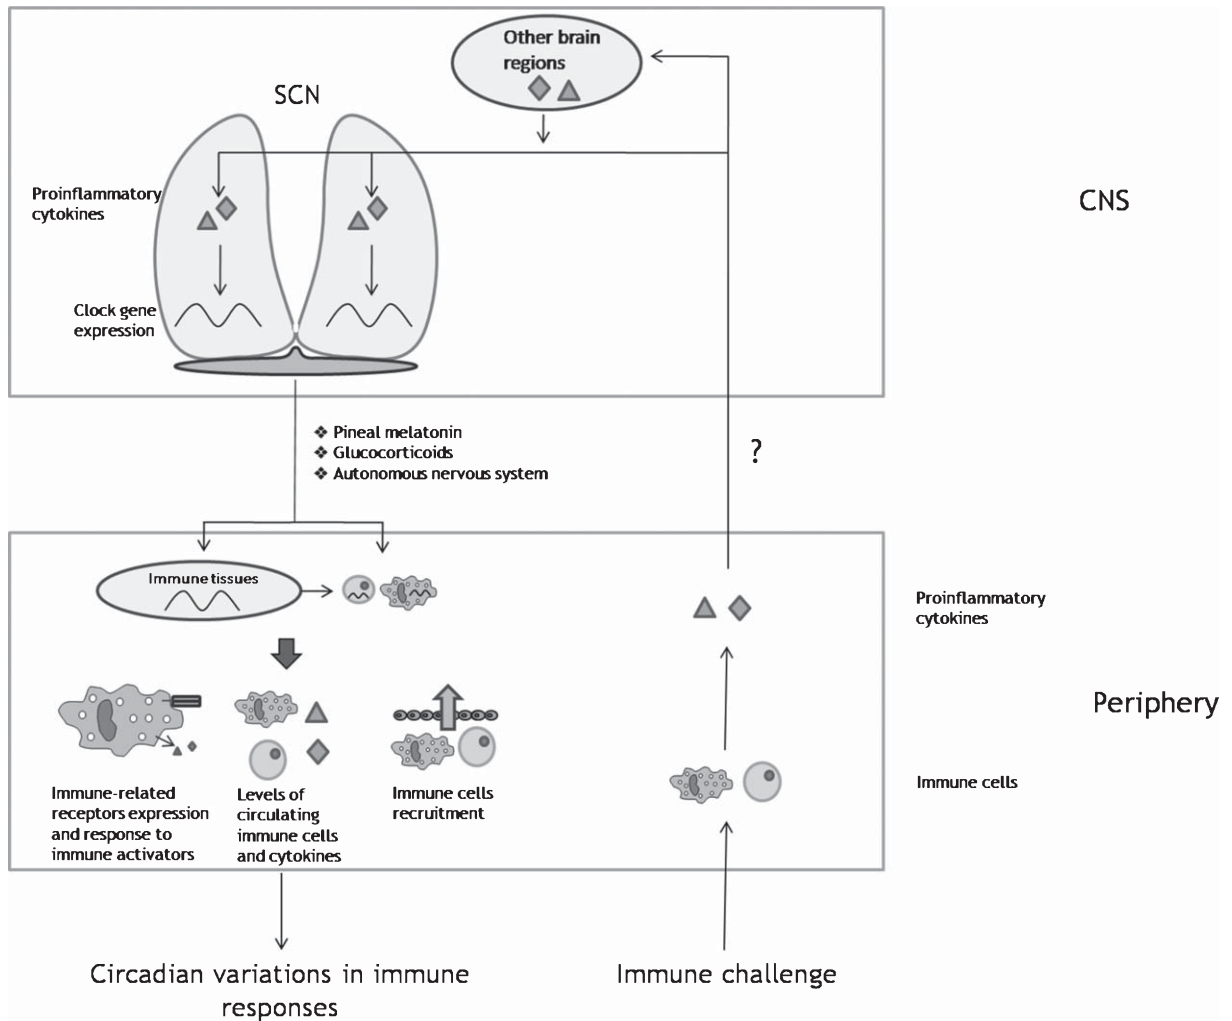 Other brain
regions
SCN
Proinflammatory
cytokines
CNS
Clock gene
expression
❖ Pineal melatonin
❖ Glucocorticoids
❖ Autonomous nervous system
?
Immune tissues
Proinflammatory
cytokines
Periphery
Immune cells
Immune-related
receptors expression
and response to
immune activators
Levels of
circulating
immune cells
and cytokines
Immune cells
recruitment
Circadian variations in immune
responses
Immune challenge